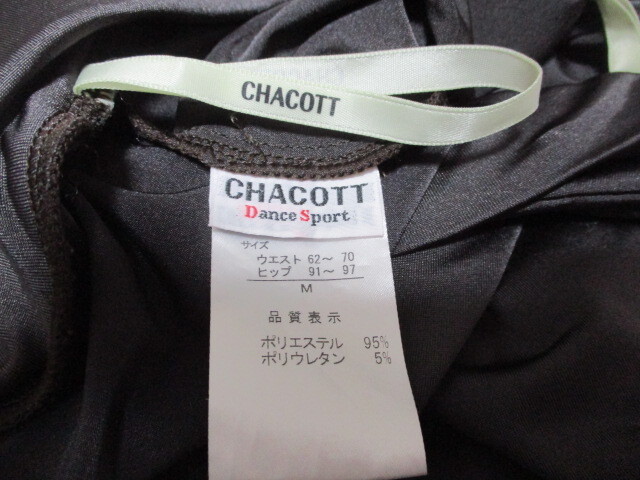 CHACOTT
CHACOTT
Dance Sport
サイズ
ウエスト 62～ 70
ヒップ 91～ 97
M
品質表示
ポリエステル 95%
ポリウレタン 5%